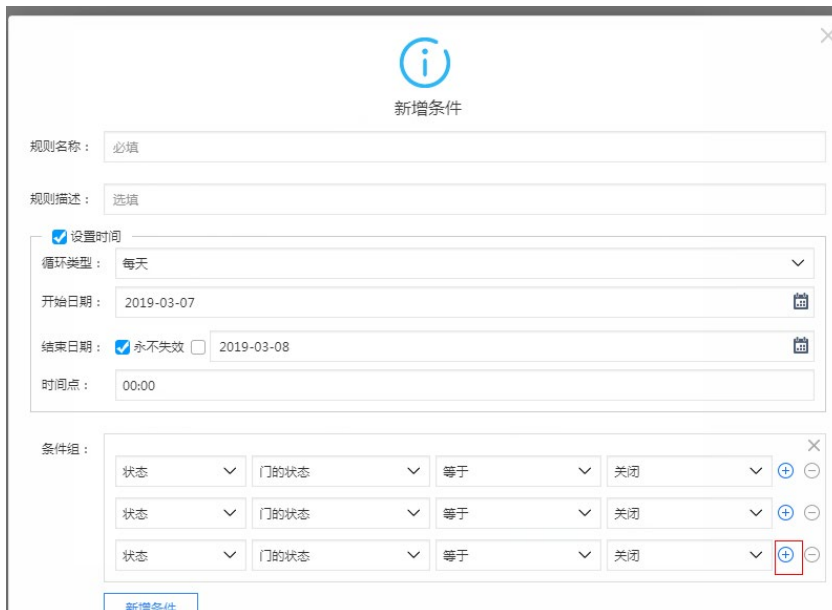 新增条件
规则名称： 必填
规则描述： 选填
设置时间
循环类型： 每天
开始日期： 2019-03-07
结束日期： 永不失效 2019-03-08
时间点： 00:00
条件组：
状态 门的状态 等于 关闭
状态 门的状态 等于 关闭
状态 门的状态 等于 关闭
新增条件